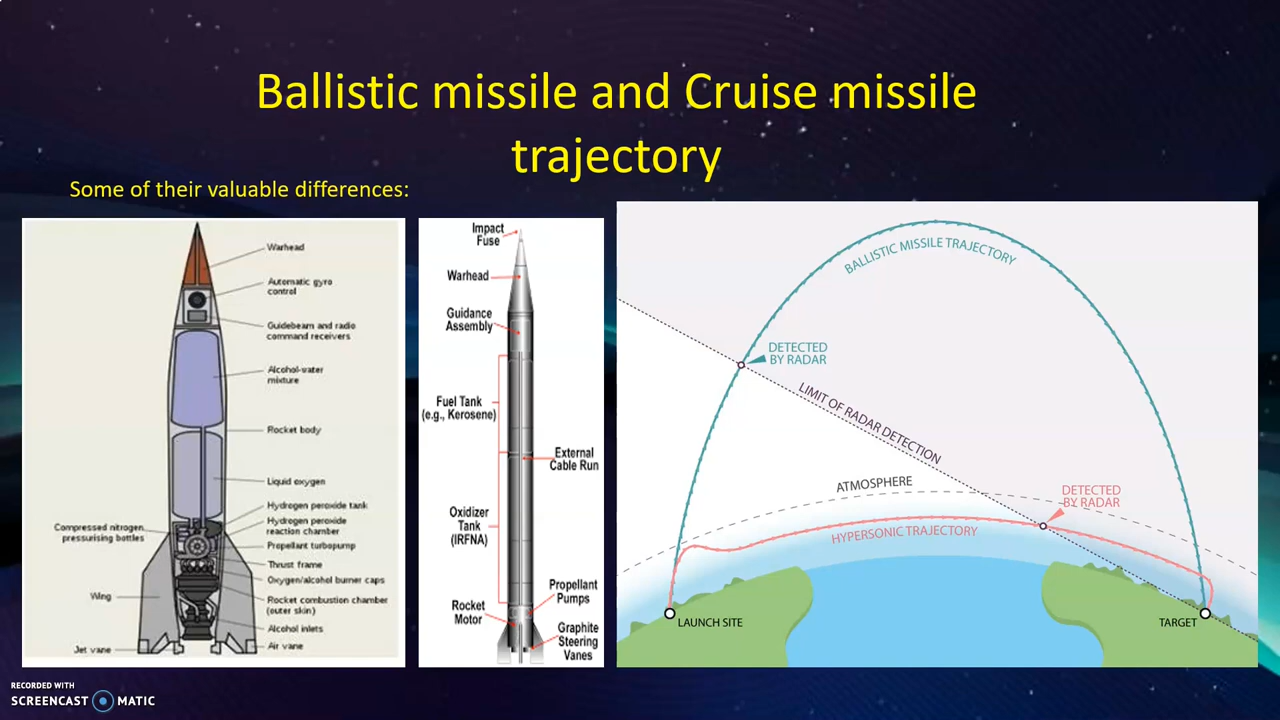 Ballistic missile and Cruise missile
trajectory
Some of their valuable differences:
Warhead
Automatic gyro
control
Guidebeam and radio
command receivers
Alcohol-water
mixture
Rocket body
Liquid oxygen
Hydrogen peroxide tank
Hydrogen peroxide
reaction chamber
Compressed nitrogen
pressurising bottles
Propellant turbopump
Thrust frame
Oxygen/alcohol burner caps
Wing
Rocket combustion chamber
(outer skin)
Alcohol inlets
Air vane
Jet vane
Impact
Fuse
Warhead
Guidance
Assembly
Fuel Tank
(e.g., Kerosene)
External
Cable Run
Oxidizer
Tank
(IRFNA)
Propellant
Pumps
Rocket
Motor
Graphite
Steering
Vanes
BALLISTIC MISSILE TRAJECTORY
DETECTED
BY RADAR
LIMIT OF RADAR DETECTION
ATMOSPHERE
DETECTED
BY RADAR
HYPERSONIC TRAJECTORY
LAUNCH SITE
TARGET
RECORDED WITH
SCREENCAST MATIC